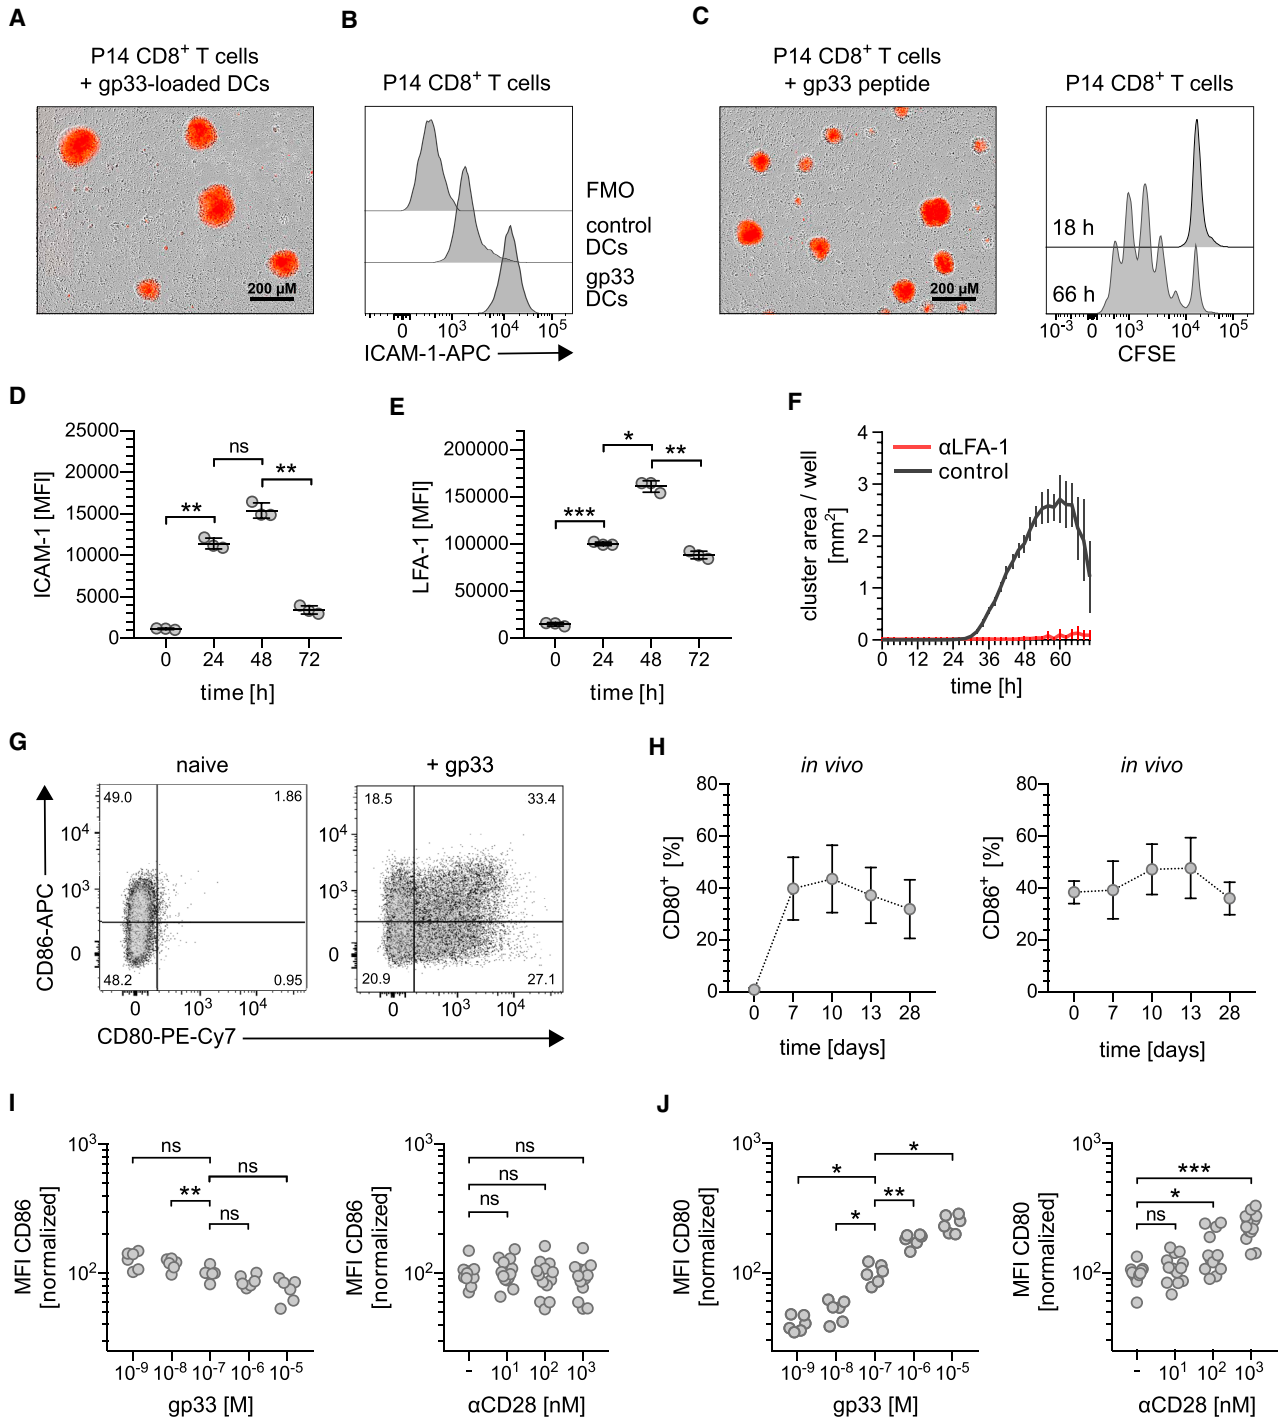 A
P14 CD8+ T cells
+ gp33-loaded DCs
200 µM
B
P14 CD8+ T cells
FMO
control
DCs
gp33
DCs
0 10³ 10⁴ 10⁵
ICAM-1-APC
C
P14 CD8+ T cells
+ gp33 peptide
200 µM
P14 CD8+ T cells
18 h
66 h
10-3 0 10³ 10⁴ 10⁵
CFSE
D
ICAM-1 [MFI]
25000
20000
15000
10000
5000
0
** ns **
0 24 48 72
time [h]
E
LFA-1 [MFI]
200000
150000
100000
50000
0
*** * **
0 24 48 72
time [h]
F
cluster area / well
[mm²]
4
3
2
1
0
αLFA-1
control
0 12 24 36 48 60
time [h]
G
naive
49.0 1.86
48.2 0.95
10⁴
10³
0
0 10³ 10⁴
CD86-APC
+ gp33
18.5 33.4
20.9 27.1
10⁴
10³
0
0 10³ 10⁴
CD80-PE-Cy7
H
in vivo
CD80+ [%]
80
60
40
20
0
0 7 10 13 28
time [days]
in vivo
CD86+ [%]
80
60
40
20
0
0 7 10 13 28
time [days]
I
MFI CD86
[normalized]
10³
10²
ns
ns
**
ns
10-9 10-8 10-7 10-6 10-5
gp33 [M]
MFI CD86
[normalized]
10³
10²
ns
ns
ns
- 10¹ 10² 10³
αCD28 [nM]
J
MFI CD80
[normalized]
10³
10²
*
*
**
*
10-9 10-8 10-7 10-6 10-5
gp33 [M]
MFI CD80
[normalized]
10³
10²
***
*
ns
- 10¹ 10² 10³
αCD28 [nM]